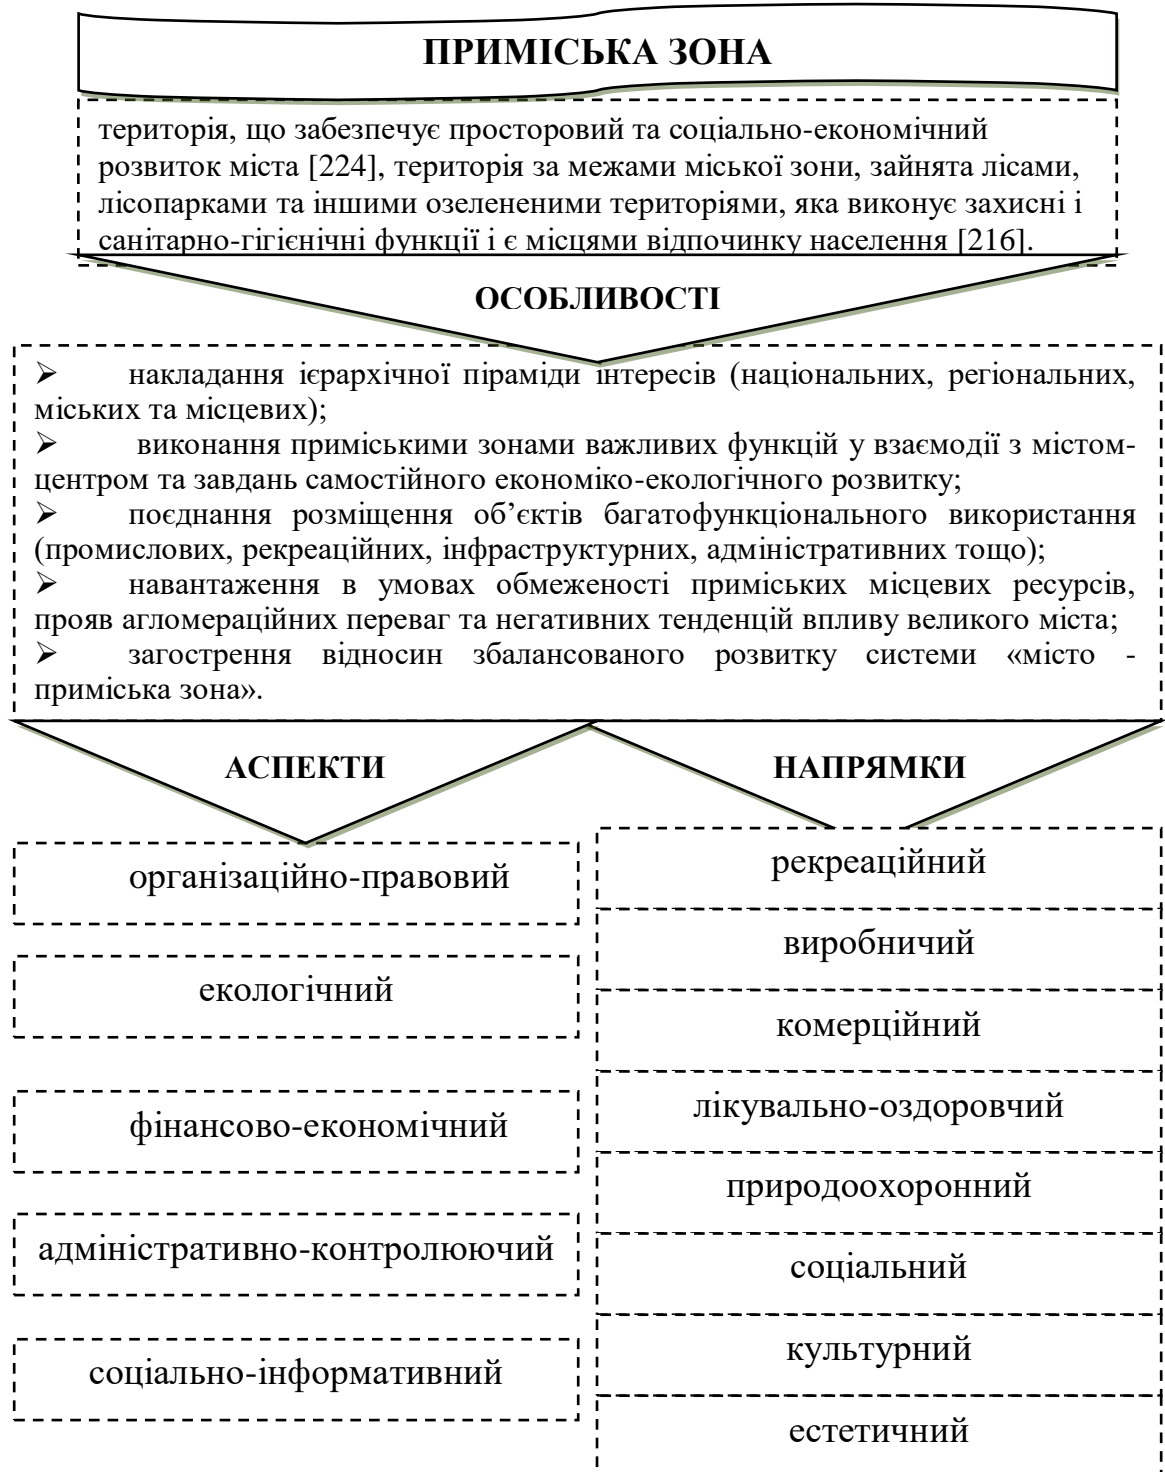 ПРИМІСЬКА ЗОНА
територія, що забезпечує просторовий та соціально-економічний
розвиток міста [224], територія за межами міської зони, зайнята лісами,
лісопарками та іншими озелененими територіями, яка виконує захисні і
санітарно-гігієнічні функції і є місцями відпочинку населення [216].
ОСОБЛИВОСТІ
➢ накладання ієрархічної піраміди інтересів (національних, регіональних,
міських та місцевих);
➢ виконання приміськими зонами важливих функцій у взаємодії з містом-
центром та завдань самостійного економіко-екологічного розвитку;
➢ поєднання розміщення об’єктів багатофункціонального використання
(промислових, рекреаційних, інфраструктурних, адміністративних тощо);
➢ навантаження в умовах обмеженості приміських місцевих ресурсів,
прояв агломераційних переваг та негативних тенденцій впливу великого міста;
➢ загострення відносин збалансованого розвитку системи «місто -
приміська зона».
АСПЕКТИ
організаційно-правовий
екологічний
фінансово-економічний
адміністративно-контролюючий
соціально-інформативний
НАПРЯМКИ
рекреаційний
виробничий
комерційний
лікувально-оздоровчий
природоохоронний
соціальний
культурний
естетичний